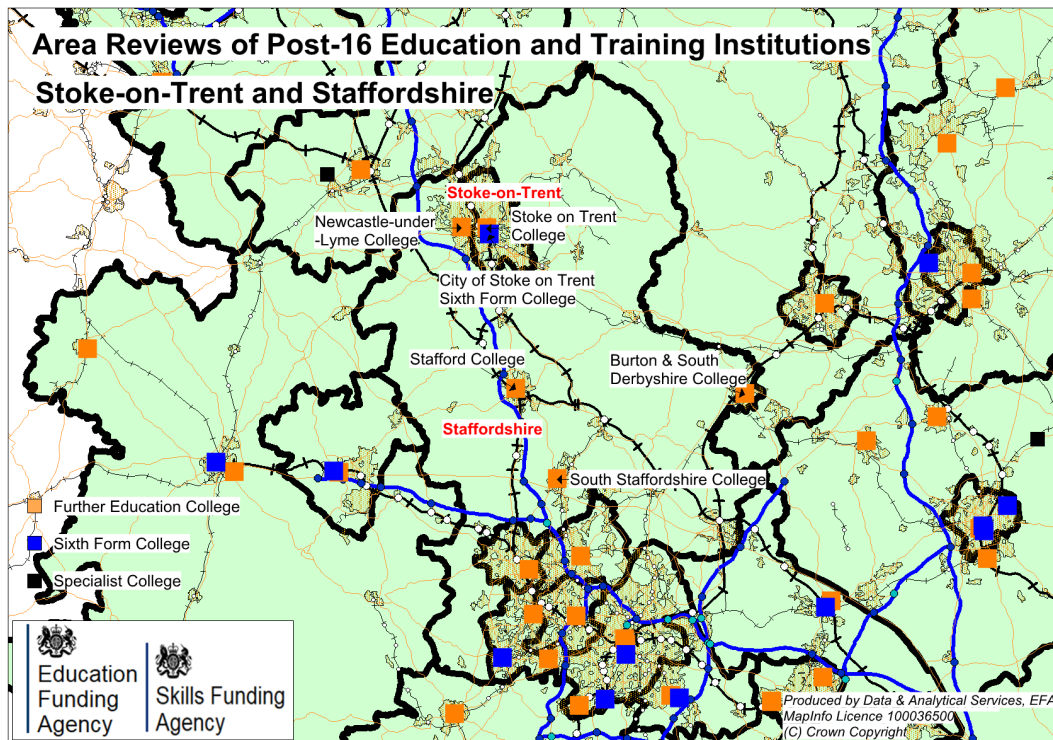 Area Reviews of Post-16 Education and Training Institutions
Stoke-on-Trent and Staffordshire
Stoke-on-Trent
Newcastle-under
-Lyme College
Stoke on Trent
College
City of Stoke on Trent
Sixth Form College
Stafford College
Burton & South
Derbyshire College
Staffordshire
South Staffordshire College
Further Education College
Sixth Form College
Specialist College
Education
Funding
Agency
Skills Funding
Agency
Produced by Data & Analytical Services, EFA
MapInfo Licence 100036500
(C) Crown Copyright